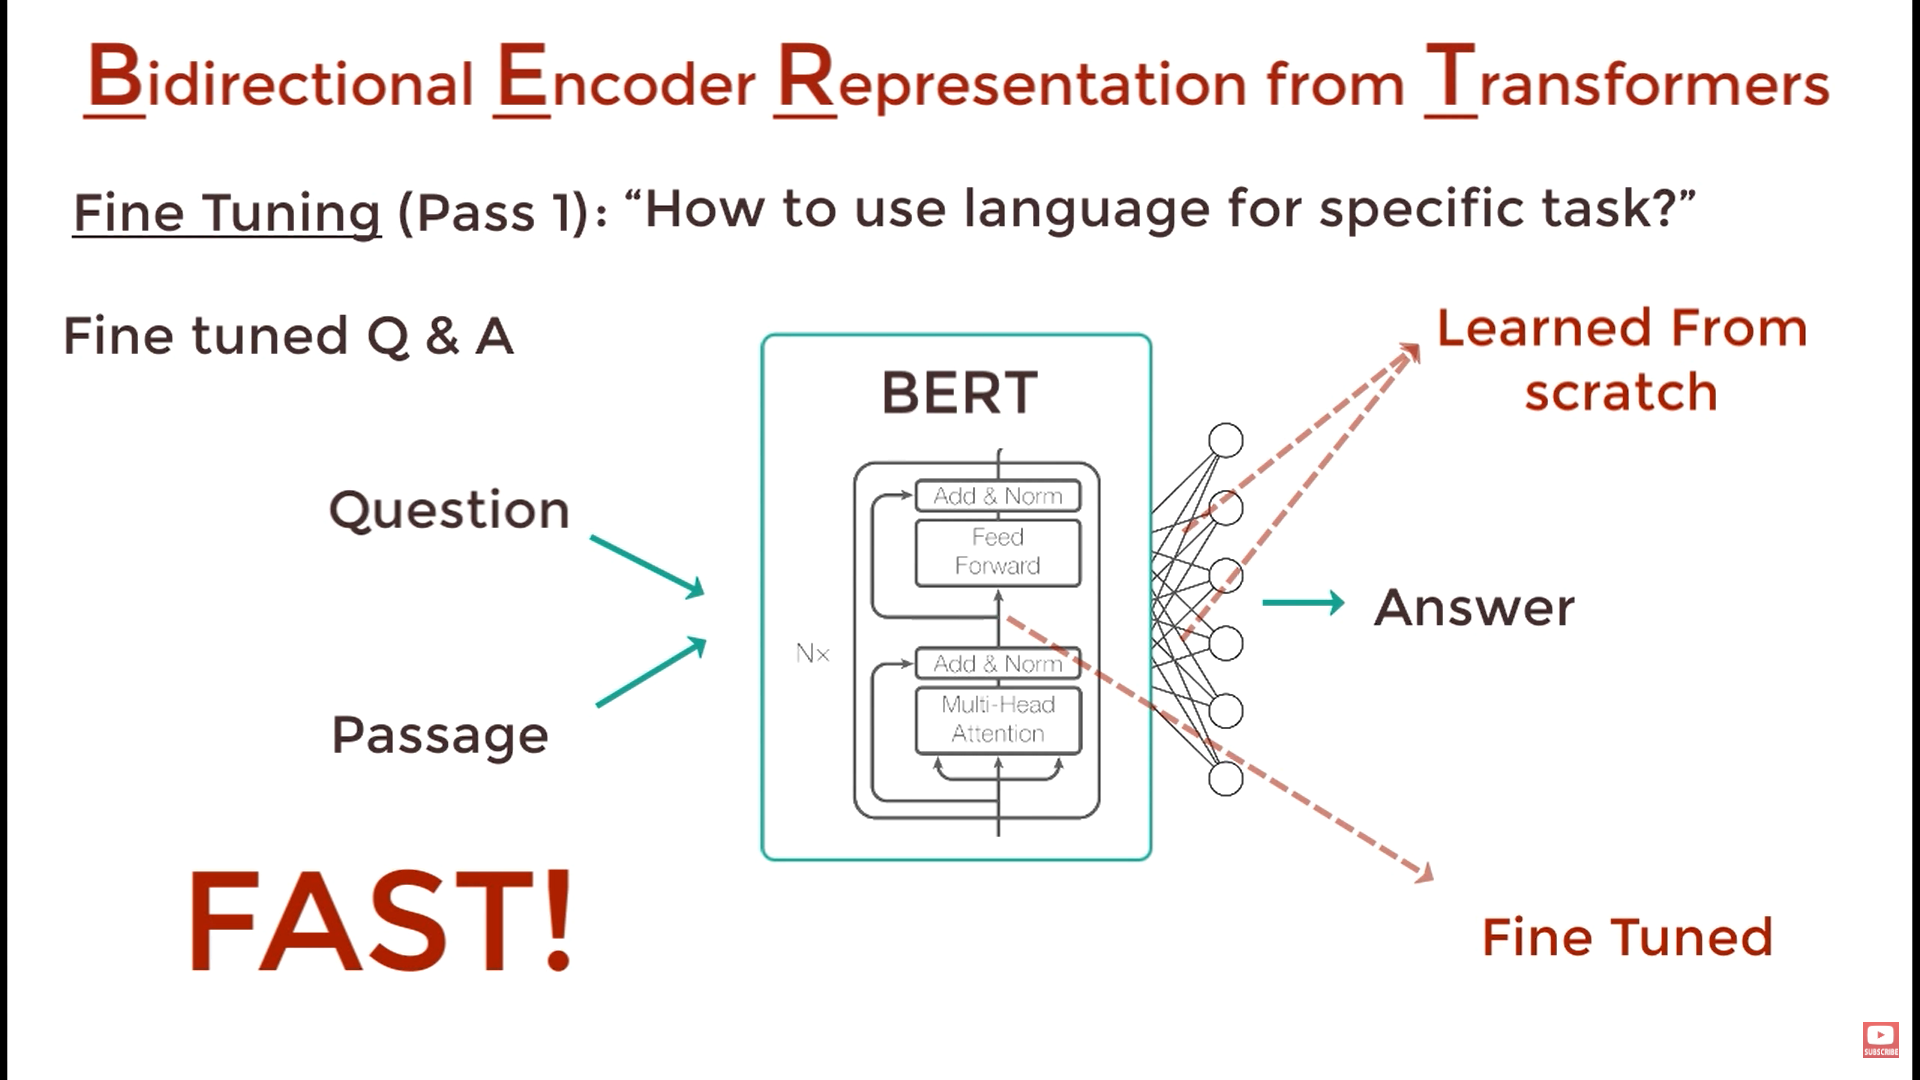 Bidirectional Encoder Representation from Transformers
Fine Tuning (Pass 1): “How to use language for specific task?”
Fine tuned Q & A
Learned From
scratch
BERT
Question
Add & Norm
Feed
Forward
Answer
Nx
Add & Norm
Multi-Head
Attention
Passage
FAST!
Fine Tuned
SUBSCRIBE